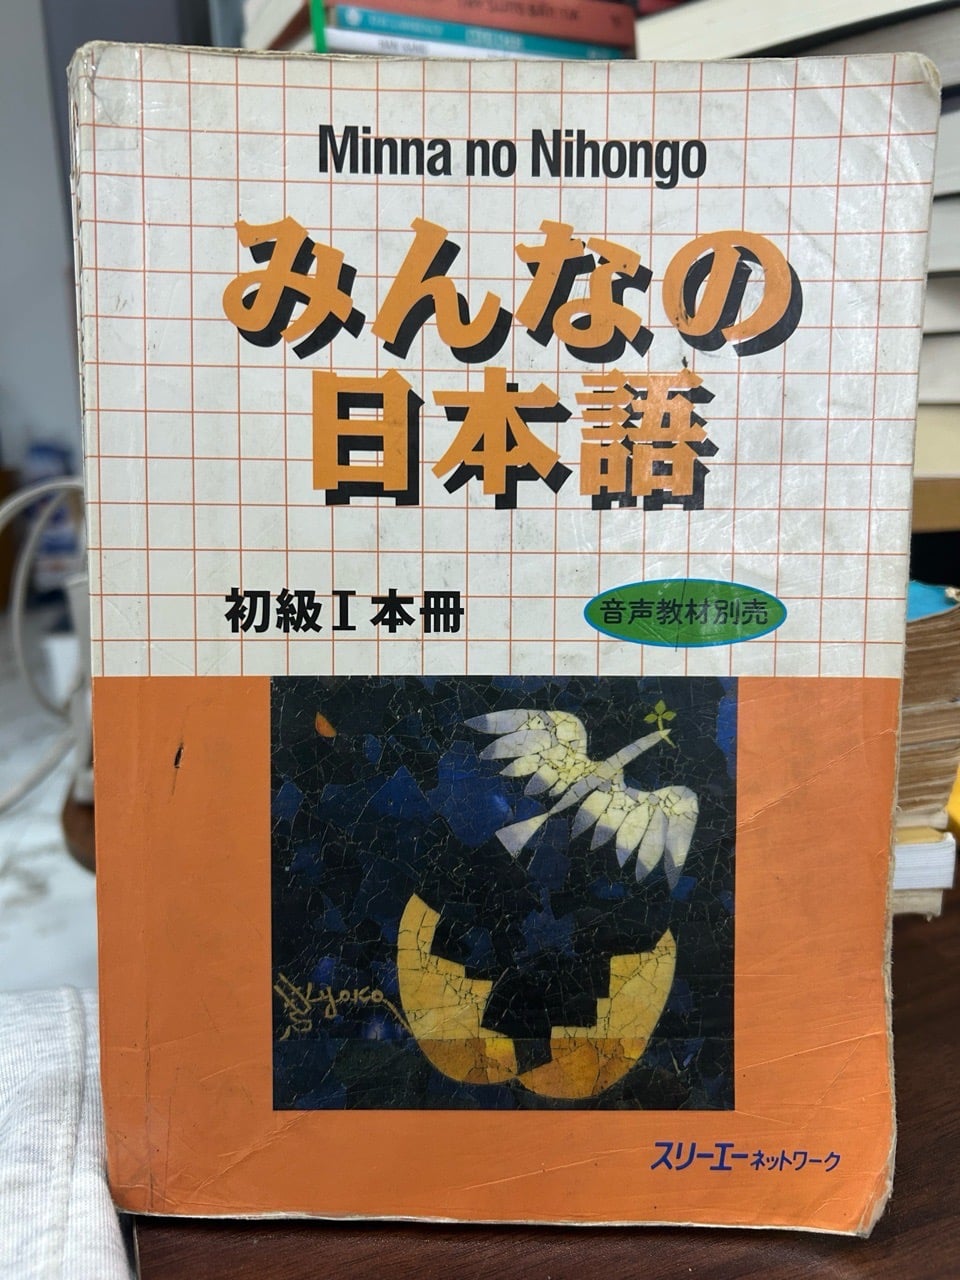 Minna no Nihongo
みんなの
日本語
初級I 本冊
音声教材別売
Kyoko
スリーエーネットワーク